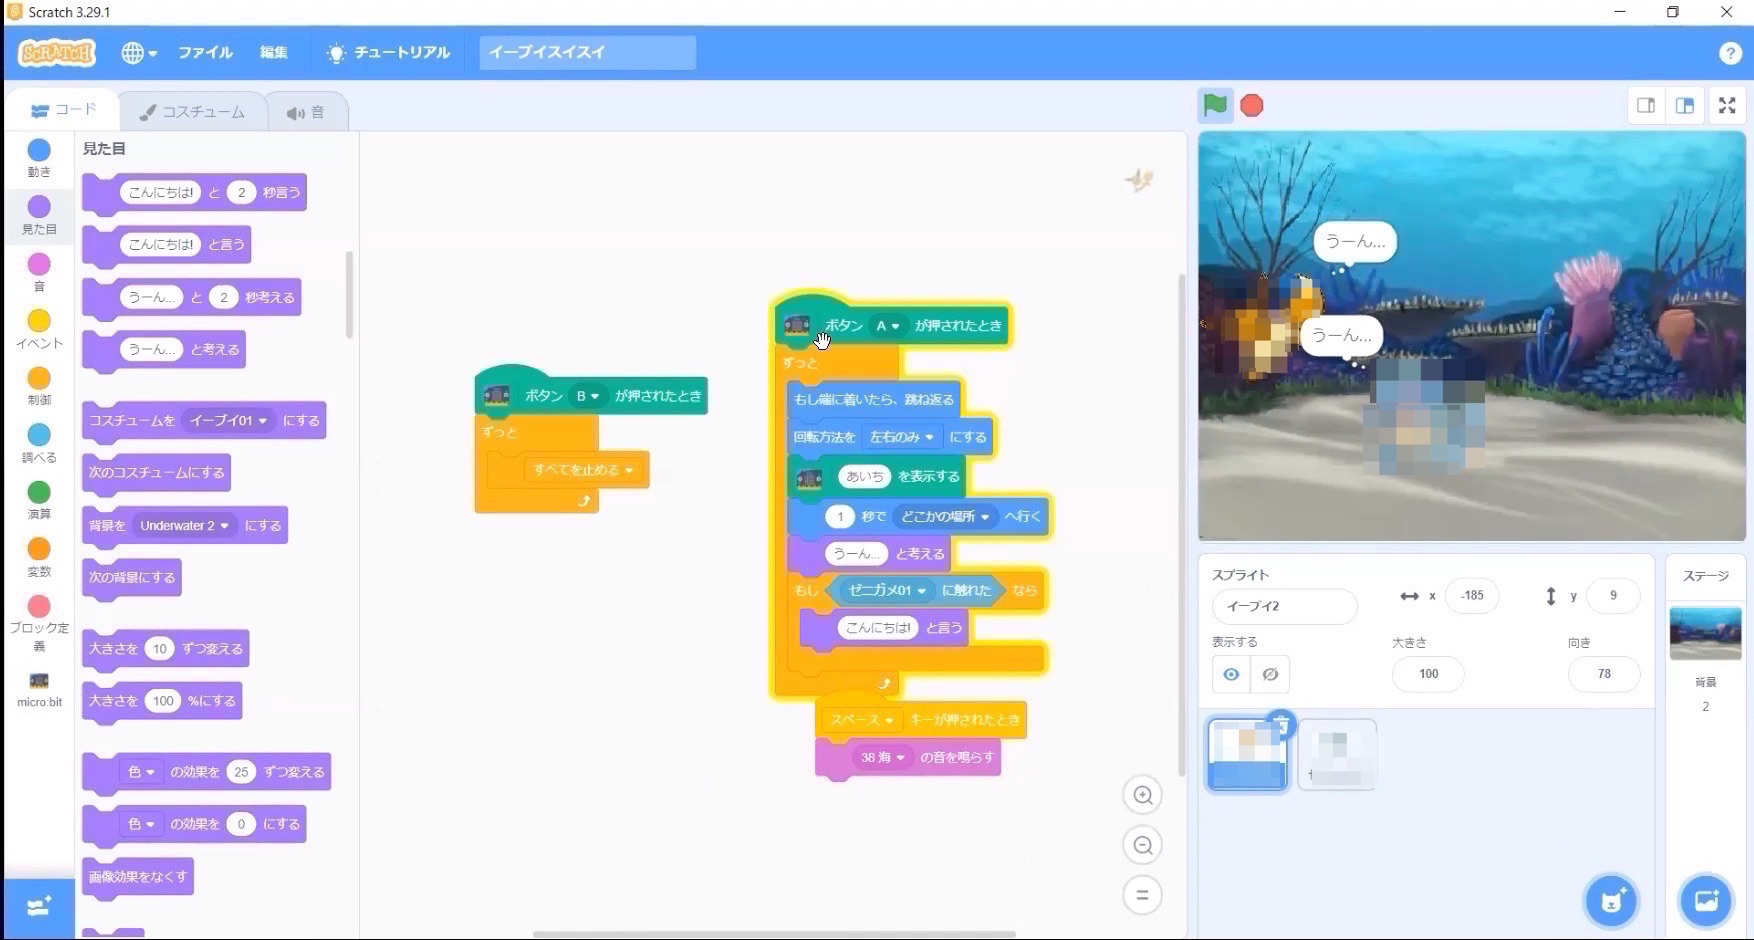 Scratch 3.29.1
SCRATCH
ファイル
編集
チュートリアル
イーブイスイスイ
?
コード
コスチューム
音
動き
見た目
音
イベント
制御
調べる
演算
変数
ブロック定
義
micro:bit
見た目
こんにちは! と 2 秒言う
こんにちは! と言う
うーん... と 2 秒考える
うーん... と考える
コスチュームを イーブイ01 にする
次のコスチュームにする
背景を Underwater 2 にする
次の背景にする
大きさを 10 ずつ変える
大きさを 100 %にする
色 の効果を 25 ずつ変える
色 の効果を 0 にする
画像効果をなくす
ボタン B が押されたとき
ずっと
すべてを止める
ボタン A が押されたとき
ずっと
もし端に着いたら、跳ね返る
回転方法を 左右のみ にする
あいち を表示する
1 秒で どこかの場所 へ行く
うーん... と考える
もし ゼニガメ01 に触れた なら
こんにちは! と言う
スペース キーが押されたとき
38 海 の音を鳴らす
うーん...
うーん...
スプライト
イーブイ2
x -185
y 9
表示する
大きさ
100
向き
78
ステージ
背景
2